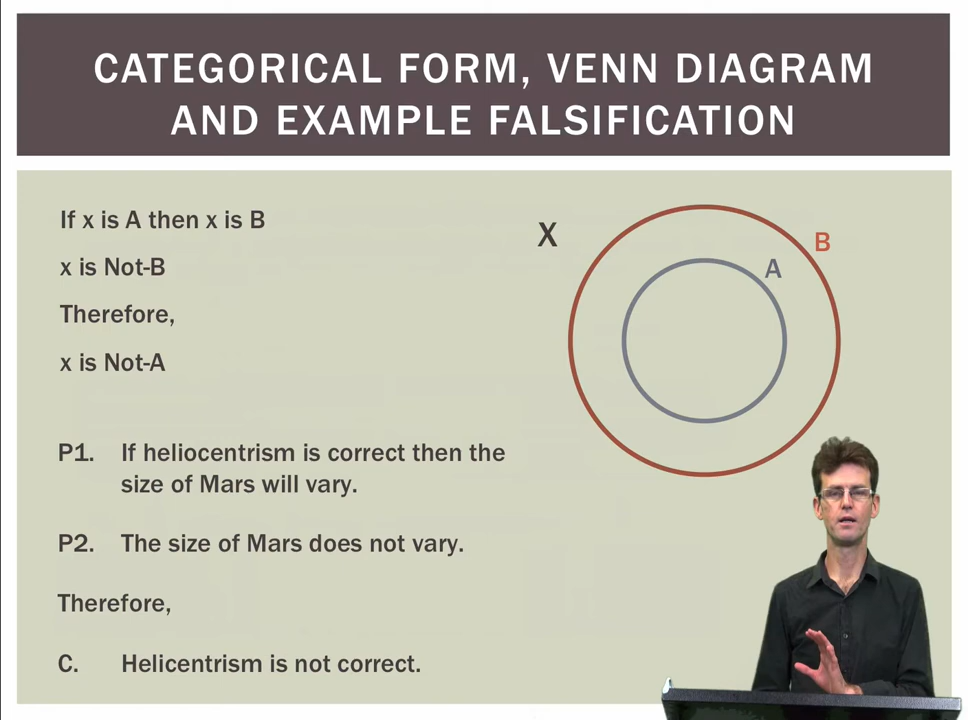 CATEGORICAL FORM, VENN DIAGRAM
AND EXAMPLE FALSIFICATION
If x is A then x is B
x is Not-B
Therefore,
x is Not-A
X
B
A
P1. If heliocentrism is correct then the
size of Mars will vary.
P2. The size of Mars does not vary.
Therefore,
C. Helicentrism is not correct.